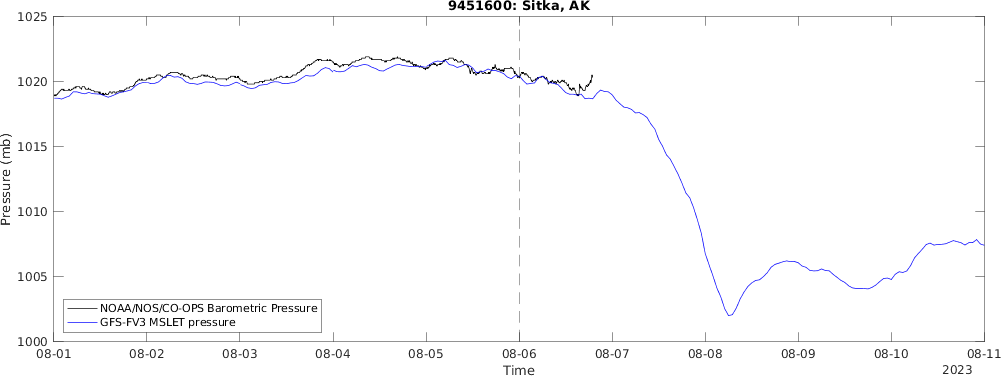 9451600: Sitka, AK
1025
1020
1015
1010
1005
1000
Pressure (mb)
NOAA/NOS/CO-OPS Barometric Pressure
GFS-FV3 MSLET pressure
08-01 08-02 08-03 08-04 08-05 08-06 08-07 08-08 08-09 08-10 08-11
Time
2023